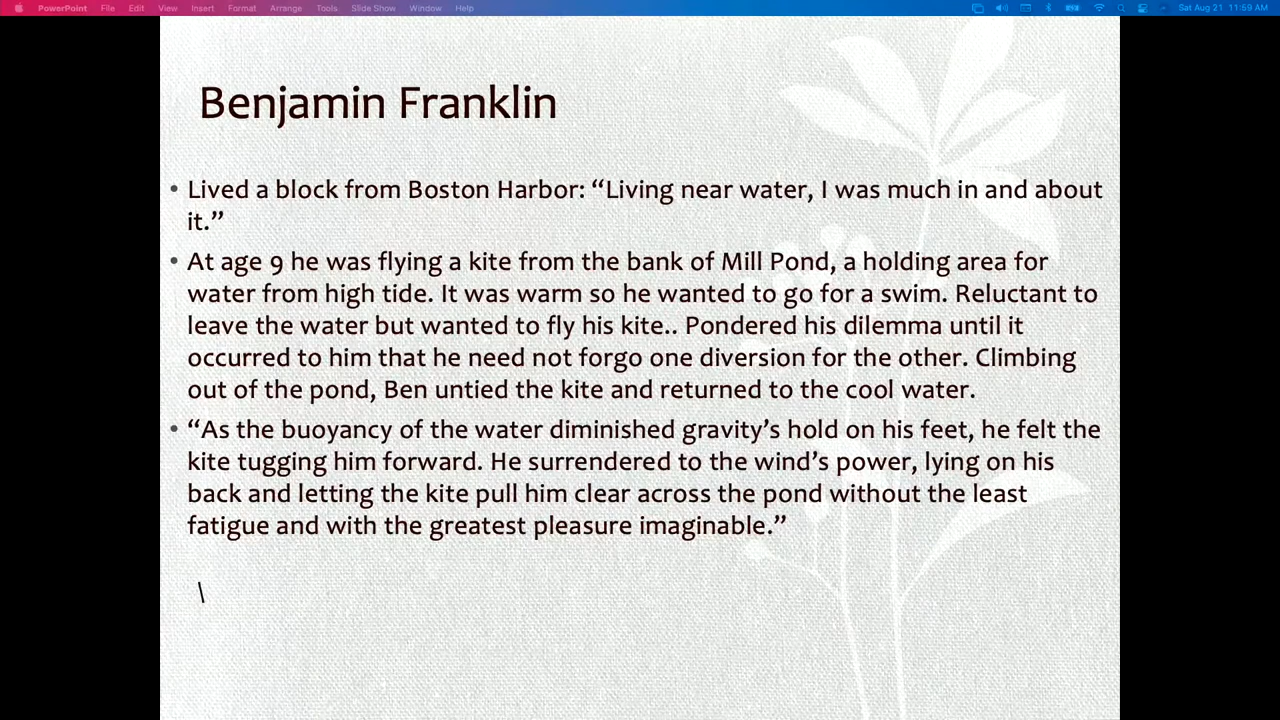 PowerPoint File Edit View Insert Format Arrange Tools Slide Show Window Help Sat Aug 21 11:59 AM
Benjamin Franklin
• Lived a block from Boston Harbor: “Living near water, I was much in and about
it.”
• At age 9 he was flying a kite from the bank of Mill Pond, a holding area for
water from high tide. It was warm so he wanted to go for a swim. Reluctant to
leave the water but wanted to fly his kite.. Pondered his dilemma until it
occurred to him that he need not forgo one diversion for the other. Climbing
out of the pond, Ben untied the kite and returned to the cool water.
• “As the buoyancy of the water diminished gravity’s hold on his feet, he felt the
kite tugging him forward. He surrendered to the wind’s power, lying on his
back and letting the kite pull him clear across the pond without the least
fatigue and with the greatest pleasure imaginable.”
\